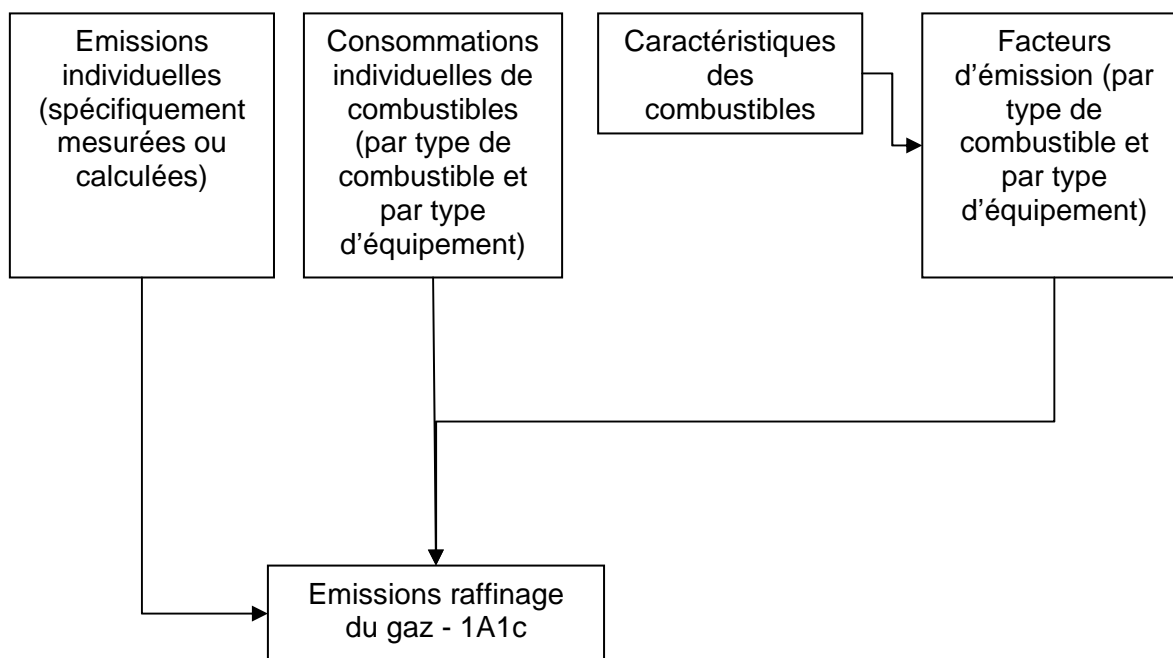 Emissions
individuelles
(spécifiquement
mesurées ou
calculées)
Consommations
individuelles de
combustibles
(par type de
combustible et
par type
d'équipement)
Caractéristiques
des
combustibles
Facteurs
d'émission (par
type de
combustible et
par type
d'équipement)
Emissions raffinage
du gaz - 1A1c